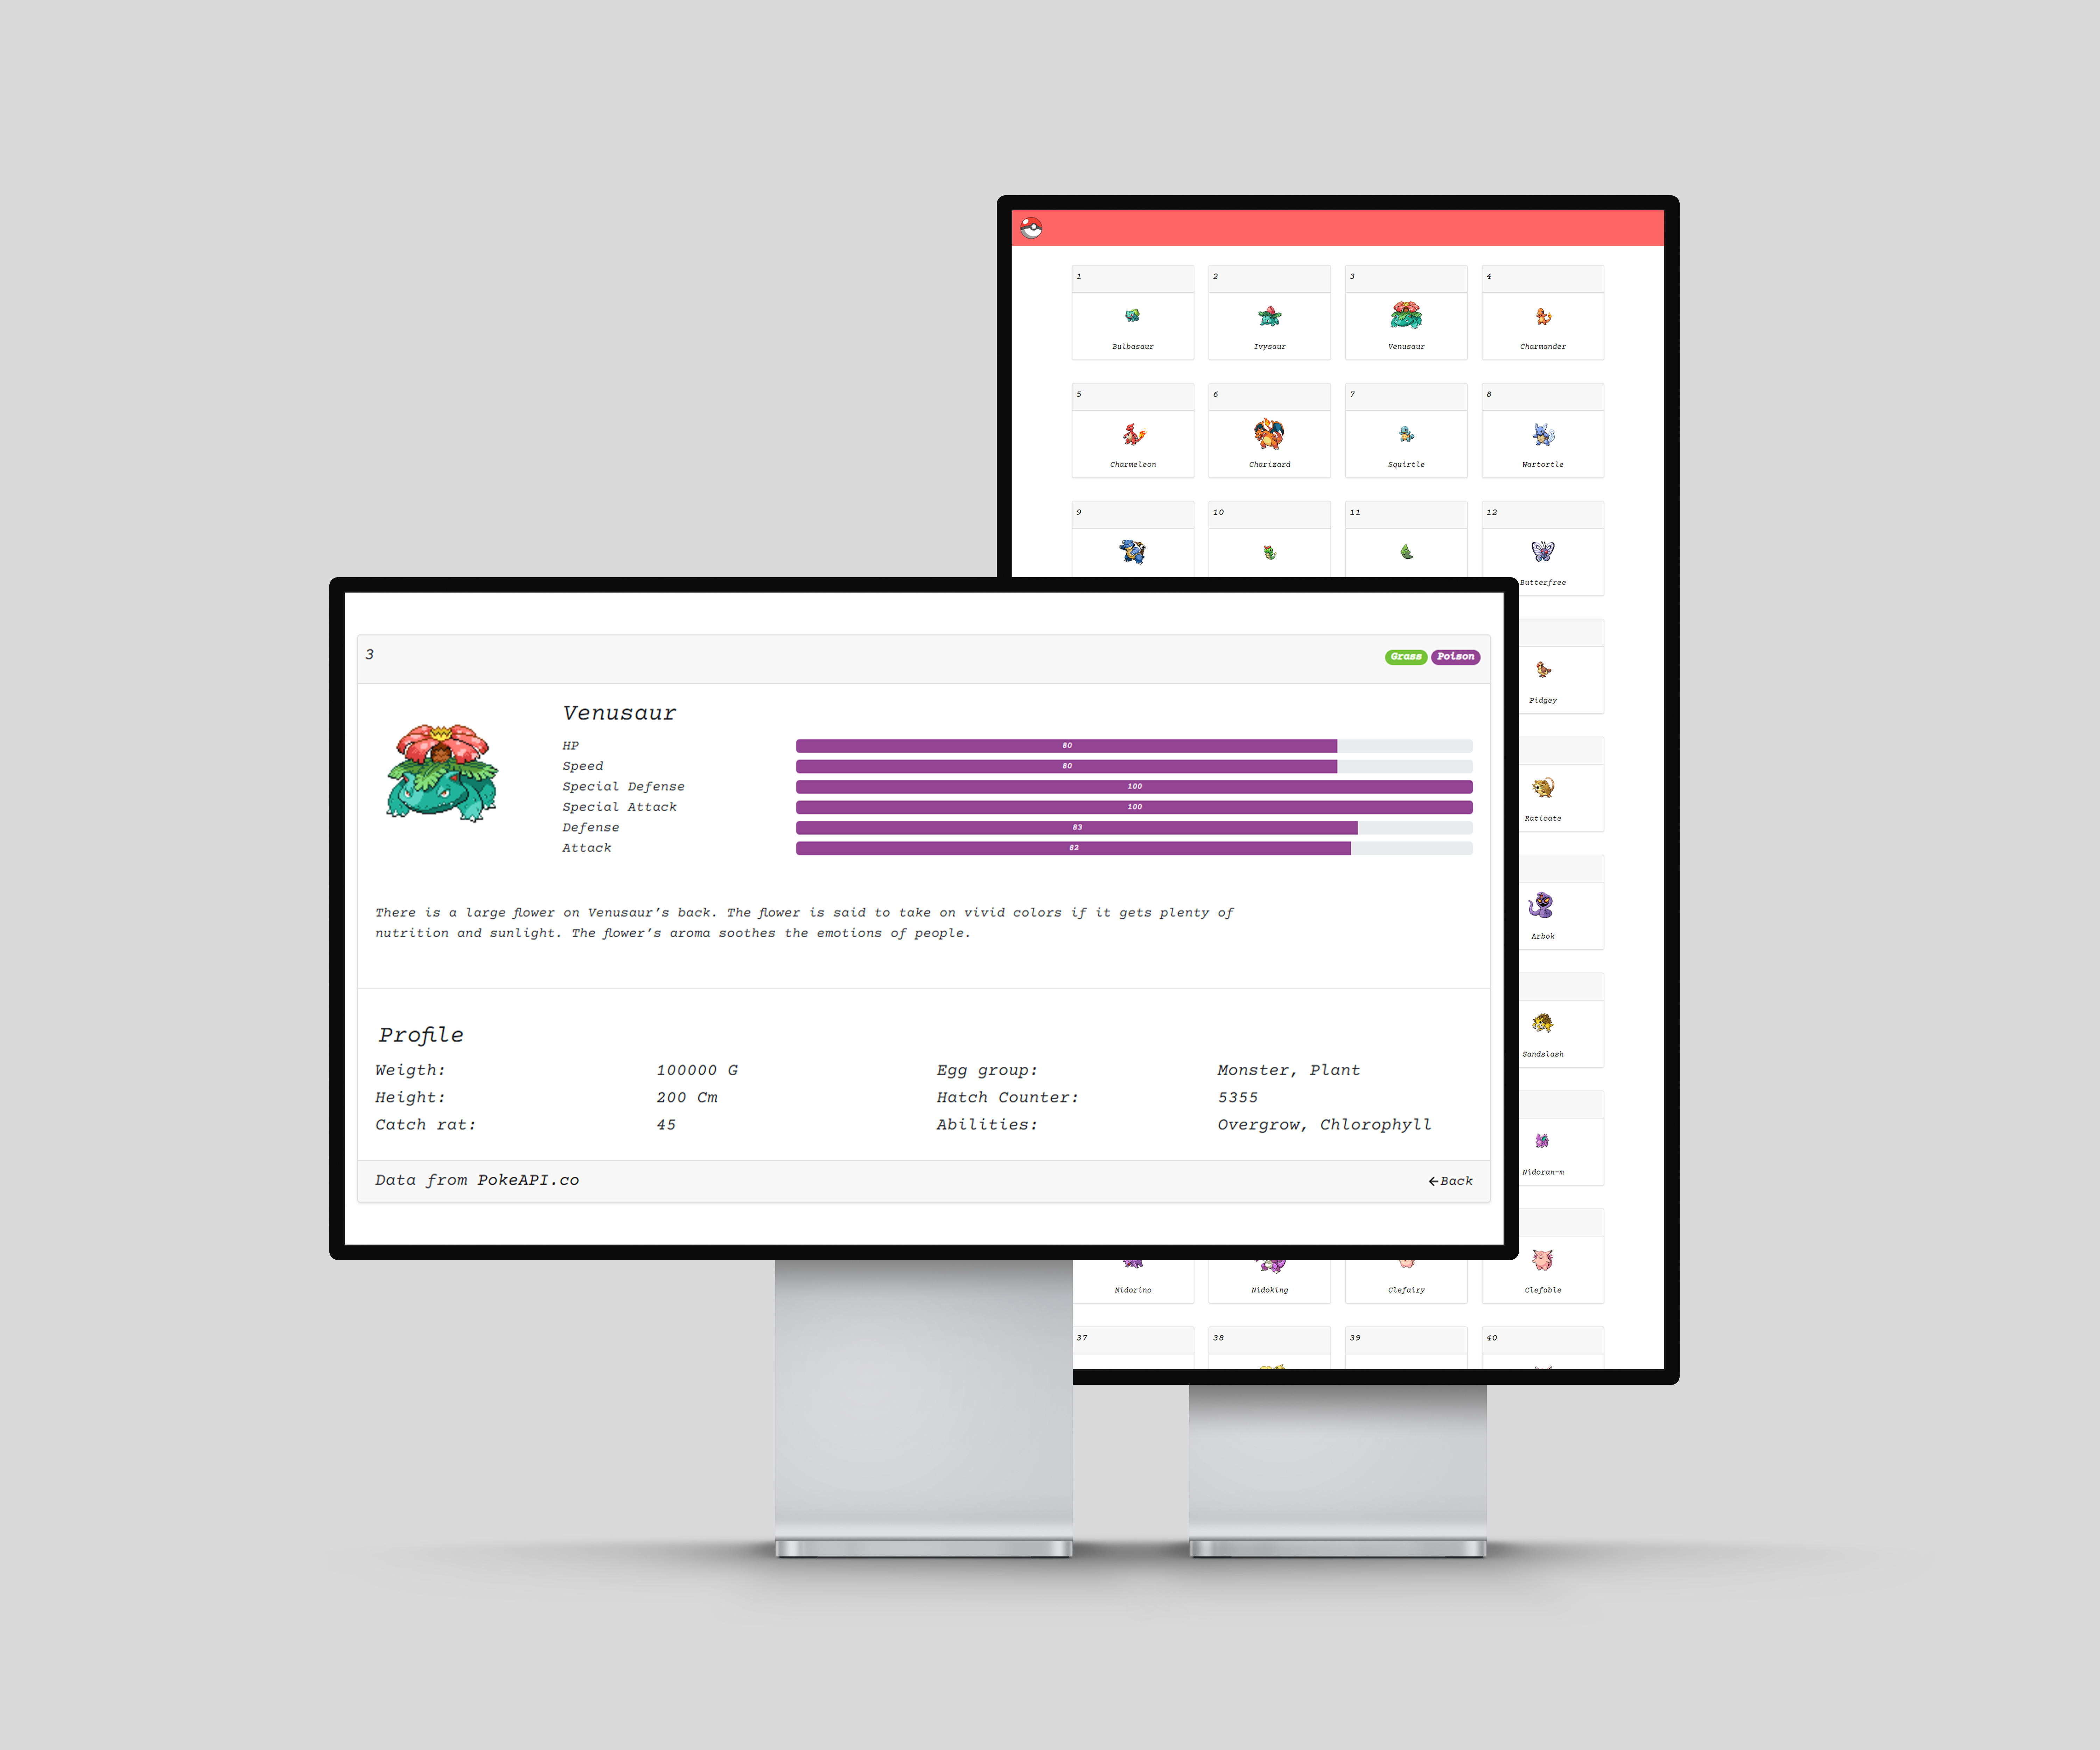 1
2
3
4
Bulbasaur
Ivysaur
Venusaur
Charmander
5
6
7
8
Charmeleon
Charizard
Squirtle
Wartortle
9
10
11
12
Butterfree
Pidgey
Raticate
Arbok
Sandslash
Nidoran-m
Nidorino
Nidoking
Clefairy
Clefable
37
38
39
40
3
Grass
Poison
Venusaur
HP
80
Speed
80
Special Defense
100
Special Attack
100
Defense
83
Attack
82
There is a large flower on Venusaur's back. The flower is said to take on vivid colors if it gets plenty of
nutrition and sunlight. The flower's aroma soothes the emotions of people.
Profile
Weigth:
100000 G
Egg group:
Monster, Plant
Height:
200 Cm
Hatch Counter:
5355
Catch rat:
45
Abilities:
Overgrow, Chlorophyll
Data from PokeAPI.co
←Back